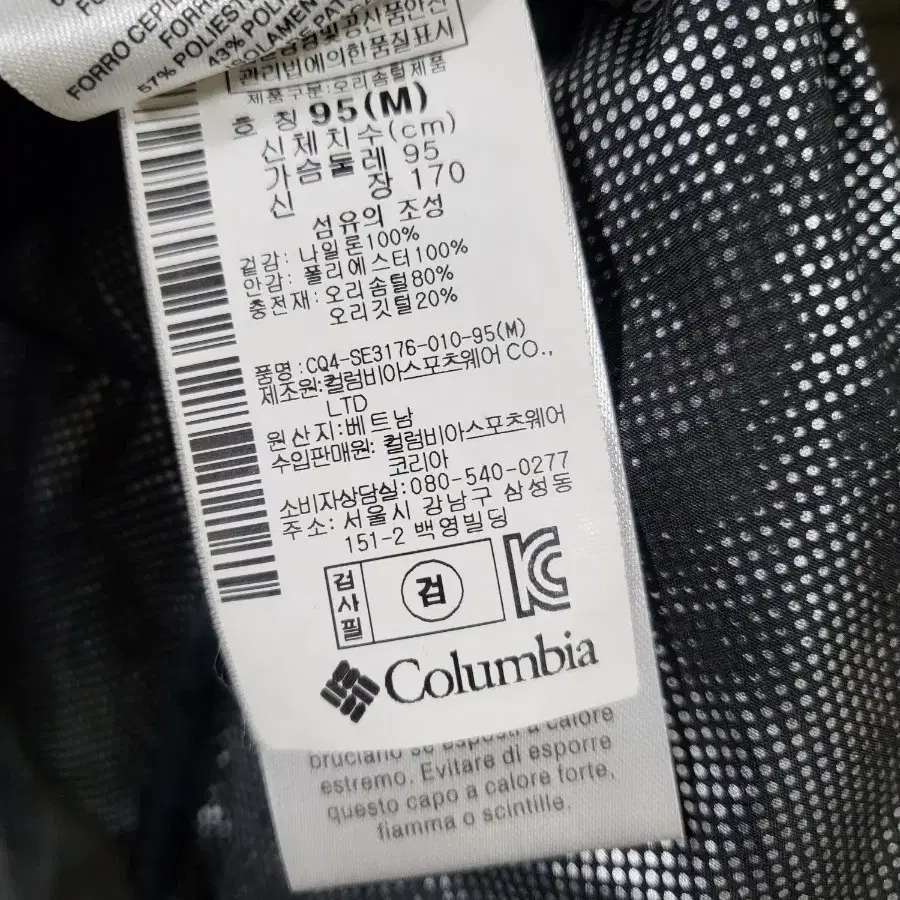 FORRO CEPI
FORRO
57% POLIEST
43% POLI
관리법에의한품질표시
제품구분:오리솜털제품
호 칭 95(M)
신체치수(cm)
가슴둘레 95
신 장 170
섬유의 조성
겉감: 나일론100%
안감: 폴리에스터100%
충전재: 오리솜털80%
오리깃털20%
품명:CQ4-SE3176-010-95(M)
제조원:컬럼비아스포츠웨어 CO.,
LTD
원산지:베트남
수입판매원: 컬럼비아스포츠웨어
코리아
소비자상담실:080-540-0277
주소: 서울시 강남구 삼성동
151-2 백영빌딩
검사필
검
KC
Columbia
bruciano se esposti a calore
estremo. Evitare di esporre
questo capo a calore forte,
fiamma o scintille.